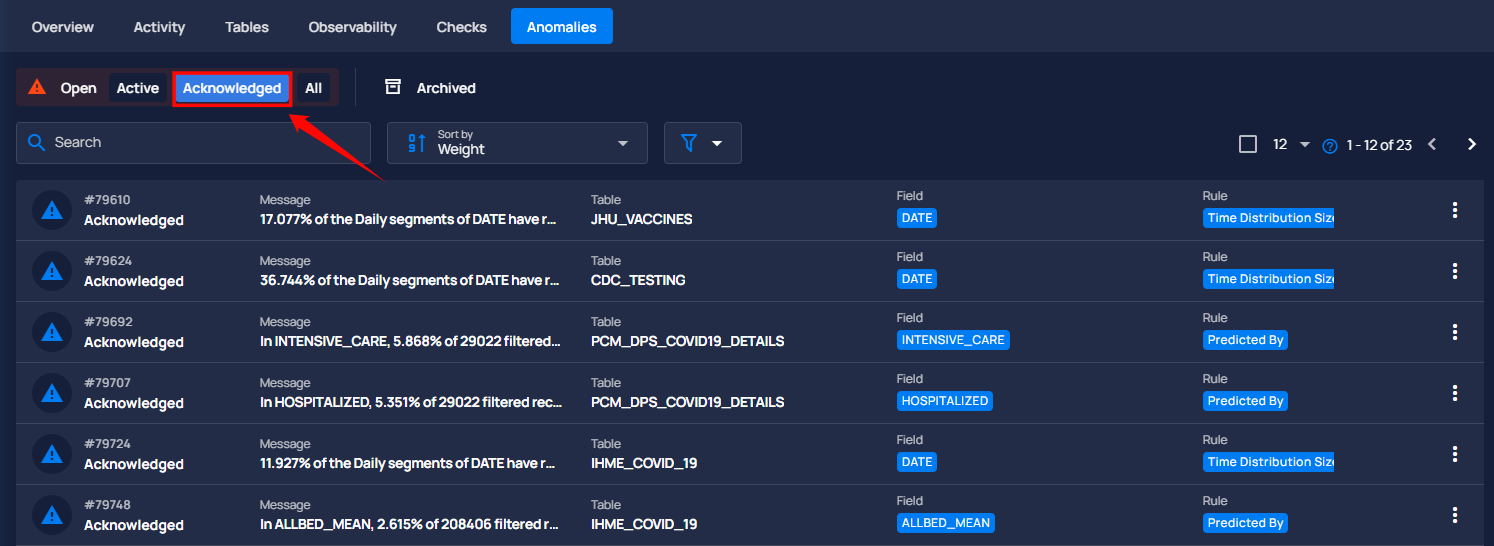 Overview Activity Tables Observability Checks Anomalies
Open Active Acknowledged All Archived
Search Sort by Weight 12 1 - 12 of 23
#79610 Message Table Field Rule
Acknowledged 17.077% of the Daily segments of DATE have r... JHU_VACCINES DATE Time Distribution Size
#79624 Message Table Field Rule
Acknowledged 36.744% of the Daily segments of DATE have r... CDC_TESTING DATE Time Distribution Size
#79692 Message Table Field Rule
Acknowledged In INTENSIVE_CARE, 5.868% of 29022 filtered... PCM_DPS_COVID19_DETAILS INTENSIVE_CARE Predicted By
#79707 Message Table Field Rule
Acknowledged In HOSPITALIZED, 5.351% of 29022 filtered rec... PCM_DPS_COVID19_DETAILS HOSPITALIZED Predicted By
#79724 Message Table Field Rule
Acknowledged 11.927% of the Daily segments of DATE have r... IHME_COVID_19 DATE Time Distribution Size
#79748 Message Table Field Rule
Acknowledged In ALLBED_MEAN, 2.615% of 208406 filtered r... IHME_COVID_19 ALLBED_MEAN Predicted By